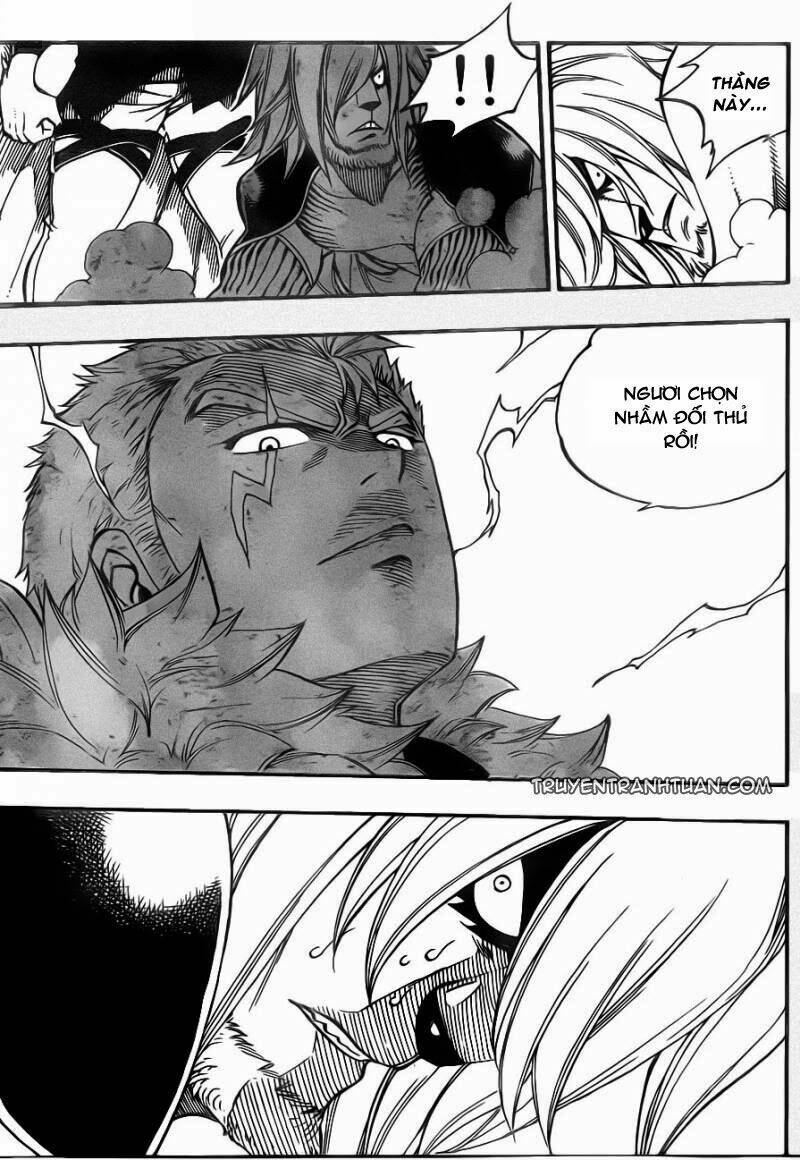 !!
THẰNG
NÀY...
NGƯƠI CHỌN
NHẦM ĐỐI THỦ
RỒI!
TRUYENTRANHTUAN.COM